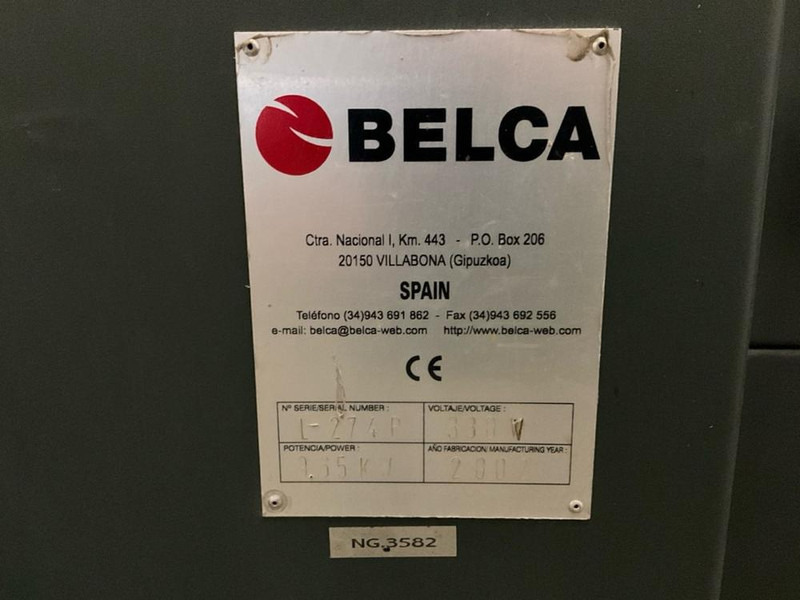 BELCA
Ctra. Nacional I, Km. 443 - P.O. Box 206
20150 VILLABONA (Gipuzkoa)
SPAIN
Teléfono (34)943 691 862 - Fax (34)943 692 556
e-mail: belca@belca-web.com http://www.belca-web.com
CE
Nº SERIE/SERIAL NUMBER : VOLTAJE/VOLTAGE :
L-274P
POTENCIA/POWER : AÑO FABRICACION/ MANUFACTURING YEAR :
NG.3582